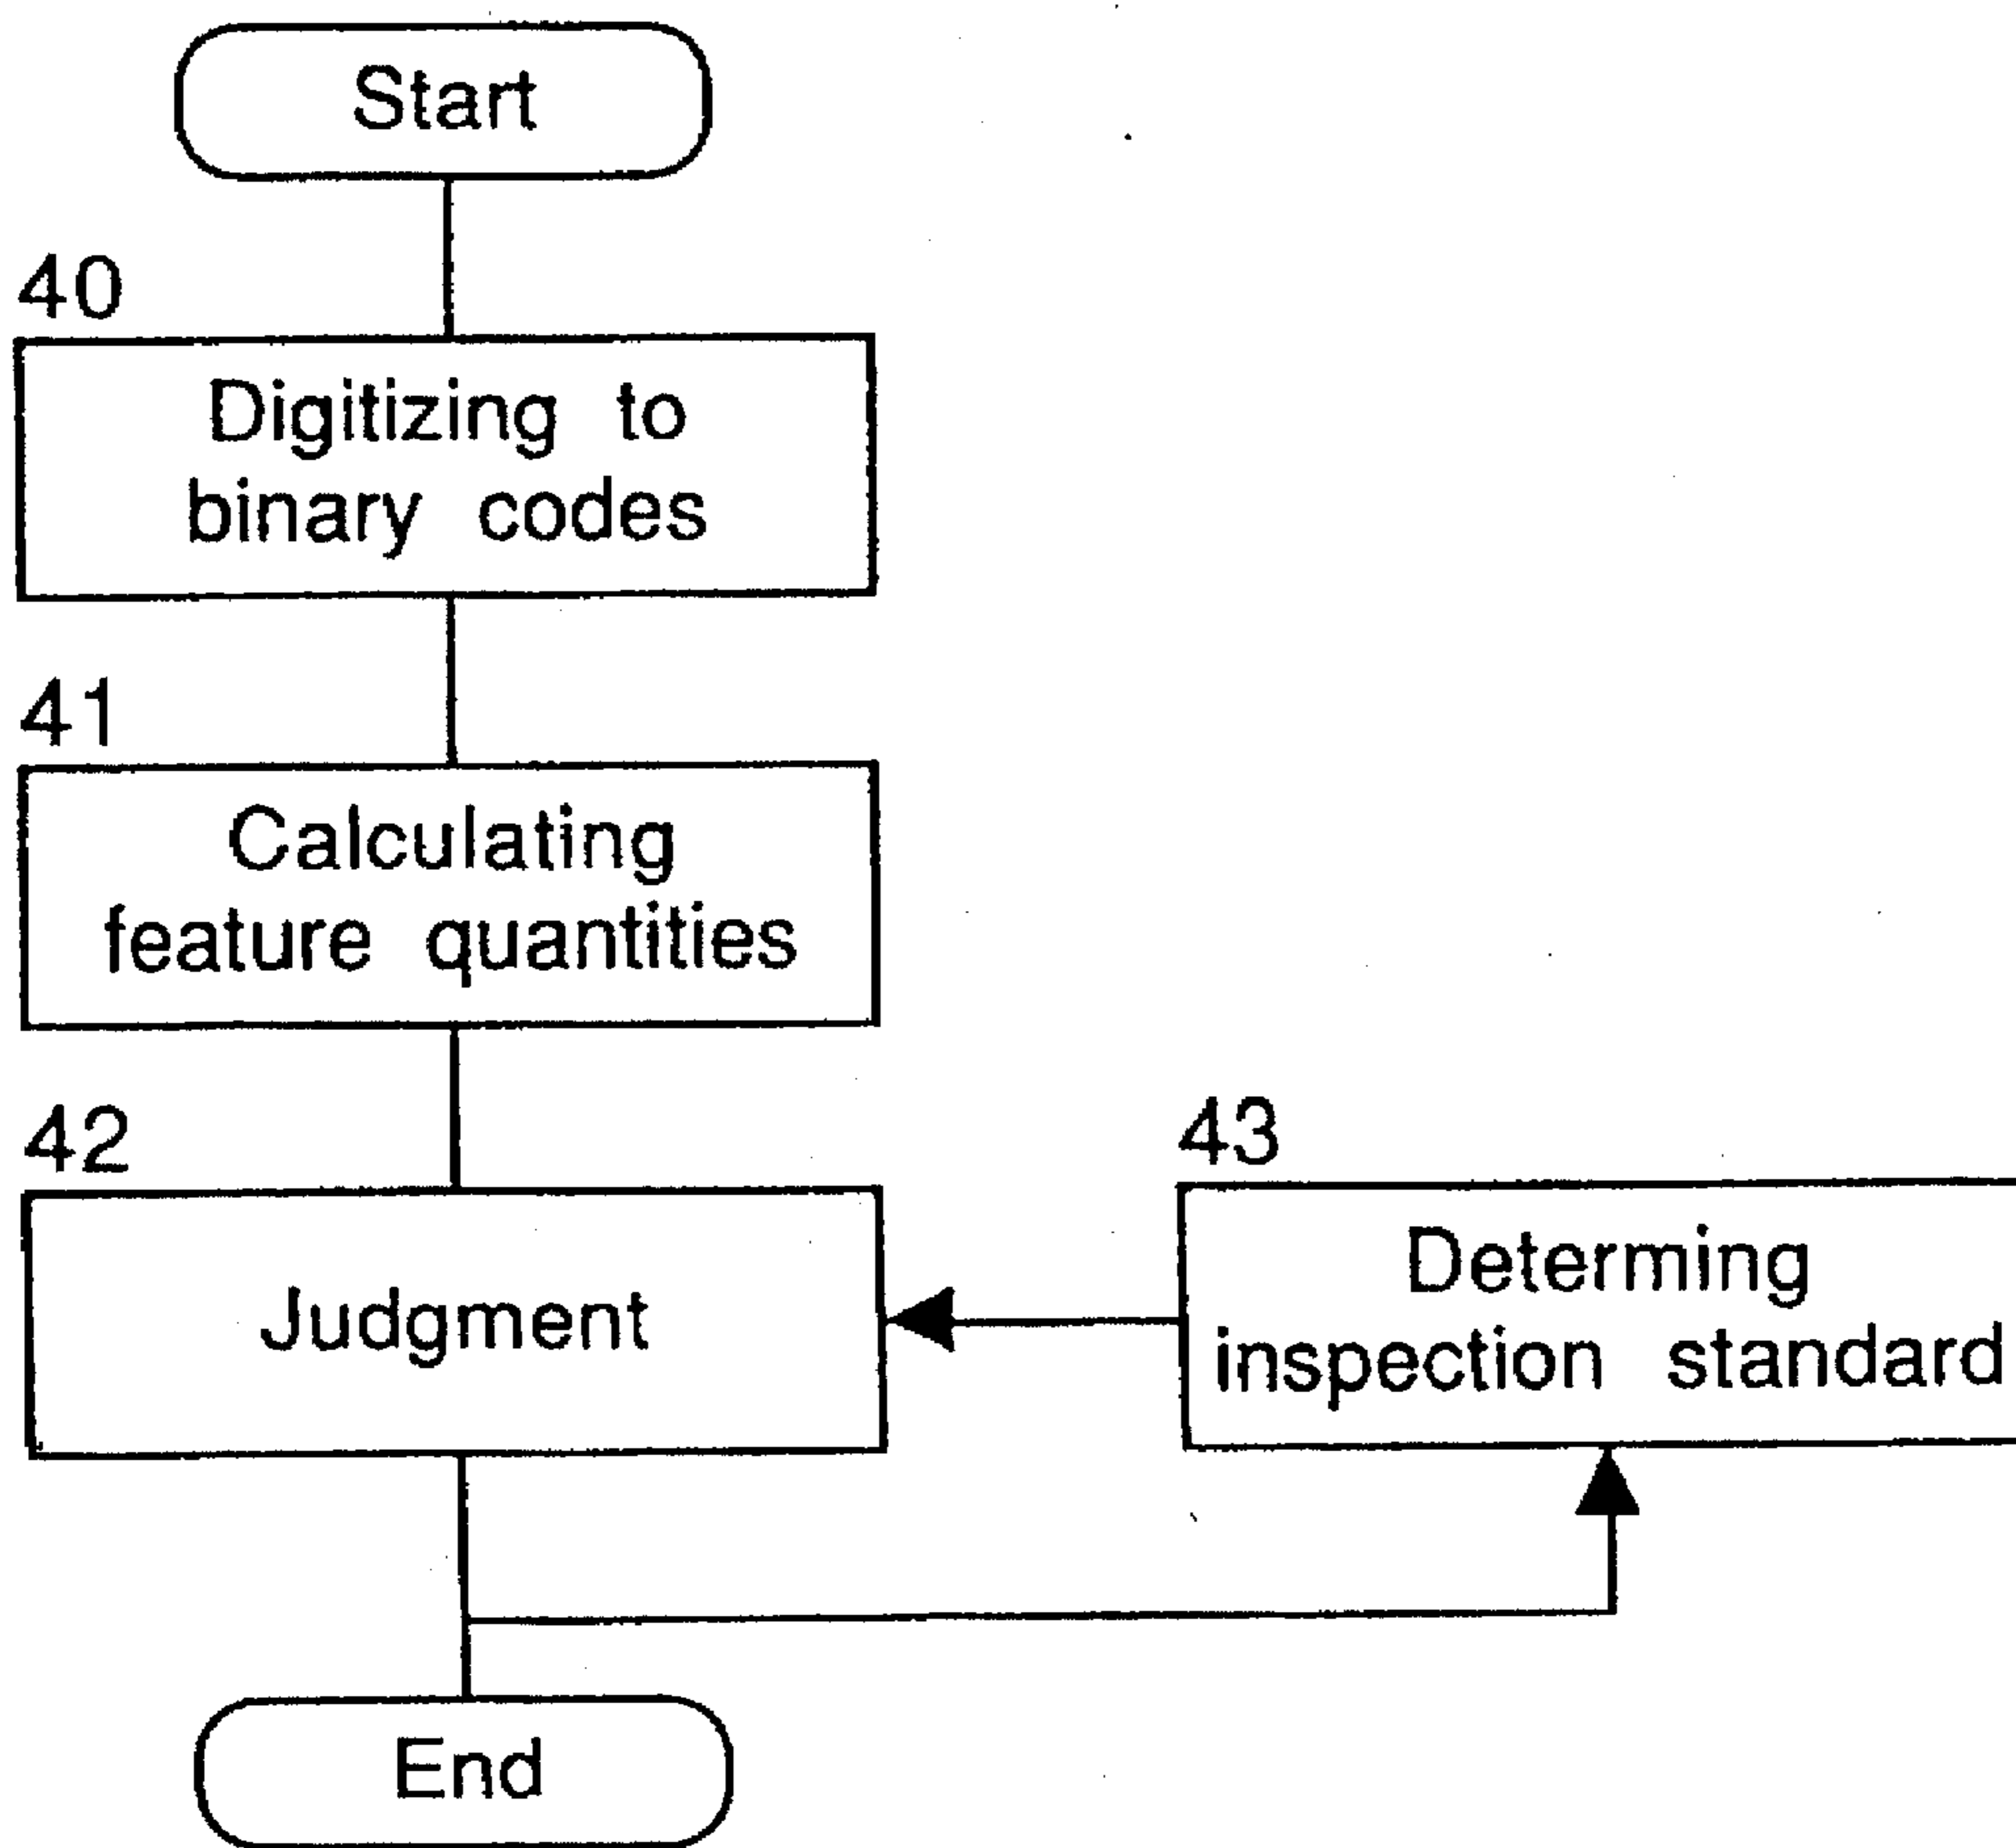 Start
40
Digitizing to
binary codes
41
Calculating
feature quantities
42
Judgment
43
Determing
inspection standard
End